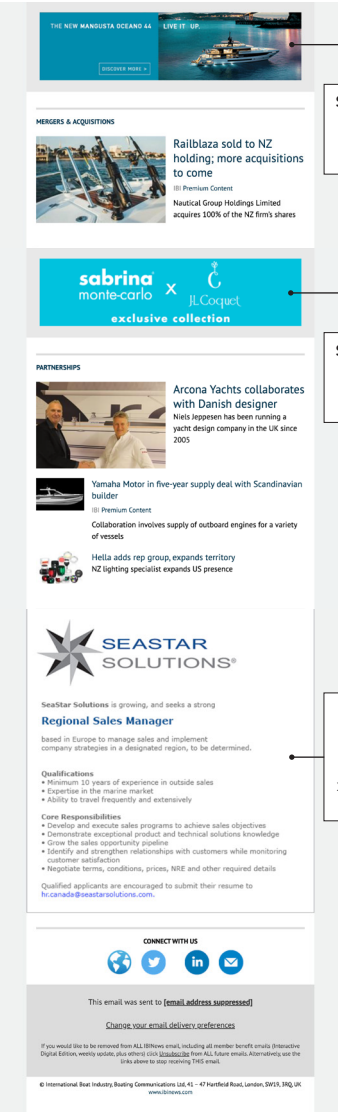 THE NEW MANGUSTA OCEANO 44 LIVE IT UP.
DISCOVER MORE >
MERGERS & ACQUISITIONS
Railblaza sold to NZ
holding; more acquisitions
to come
IBI Premium Content
Nautical Group Holdings Limited
acquires 100% of the NZ firm's shares
sabrina
monte-carlo
x
JL Coquet
exclusive collection
PARTNERSHIPS
Arcona Yachts collaborates
with Danish designer
Niels Jeppesen has been running a
yacht design company in the UK since
2005
Yamaha Motor in five-year supply deal with Scandinavian
builder
IBI Premium Content
Collaboration involves supply of outboard engines for a variety
of vessels
Hella adds rep group, expands territory
NZ lighting specialist expands US presence
SEASTAR
SOLUTIONS®
SeaStar Solutions is growing, and seeks a strong
Regional Sales Manager
based in Europe to manage sales and implement
company strategies in a designated region, to be determined.
Qualifications
• Minimum 10 years of experience in outside sales
• Expertise in the marine market
• Ability to travel frequently and extensively
Core Responsibilities
• Develop and execute sales programs to achieve sales objectives
• Demonstrate exceptional product and technical solutions knowledge
• Grow the sales opportunity pipeline
• Identify and strengthen relationships with customers while monitoring
customer satisfaction
• Negotiate terms, conditions, prices, NRE and other required details
Qualified applicants are encouraged to submit their resume to
hr.canada@seastarsolutions.com.
CONNECT WITH US
in
This email was sent to [email address suppressed]
Change your email delivery preferences
If you would like to be removed from ALL IBINews email, including all member benefit emails (Interactive
Digital Edition, weekly update, plus others) click Unsubscribe from ALL future emails. Alternatively, use the
links above to stop receiving THIS email.
© International Boat Industry, Boating Communications Ltd, 41 – 47 Hartfield Road, London, SW19, 3RQ, UK
www.ibinews.com